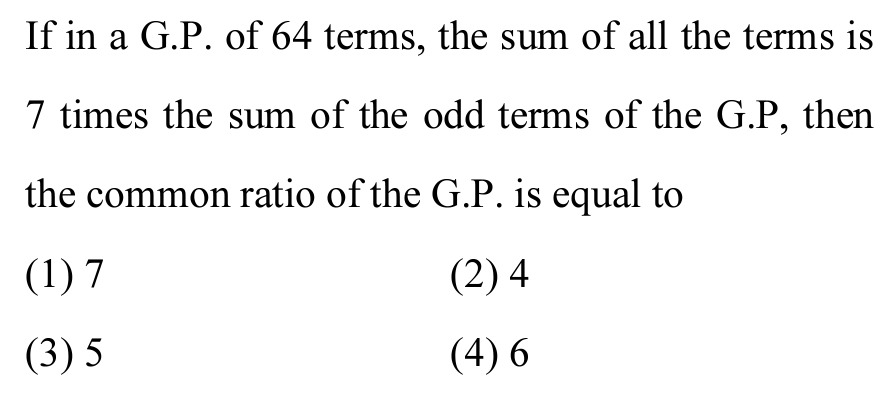 If in a G.P. of 64 terms, the sum of all the terms is
7 times the sum of the odd terms of the G.P, then
the common ratio of the G.P. is equal to
(1) 7 (2) 4
(3) 5 (4) 6